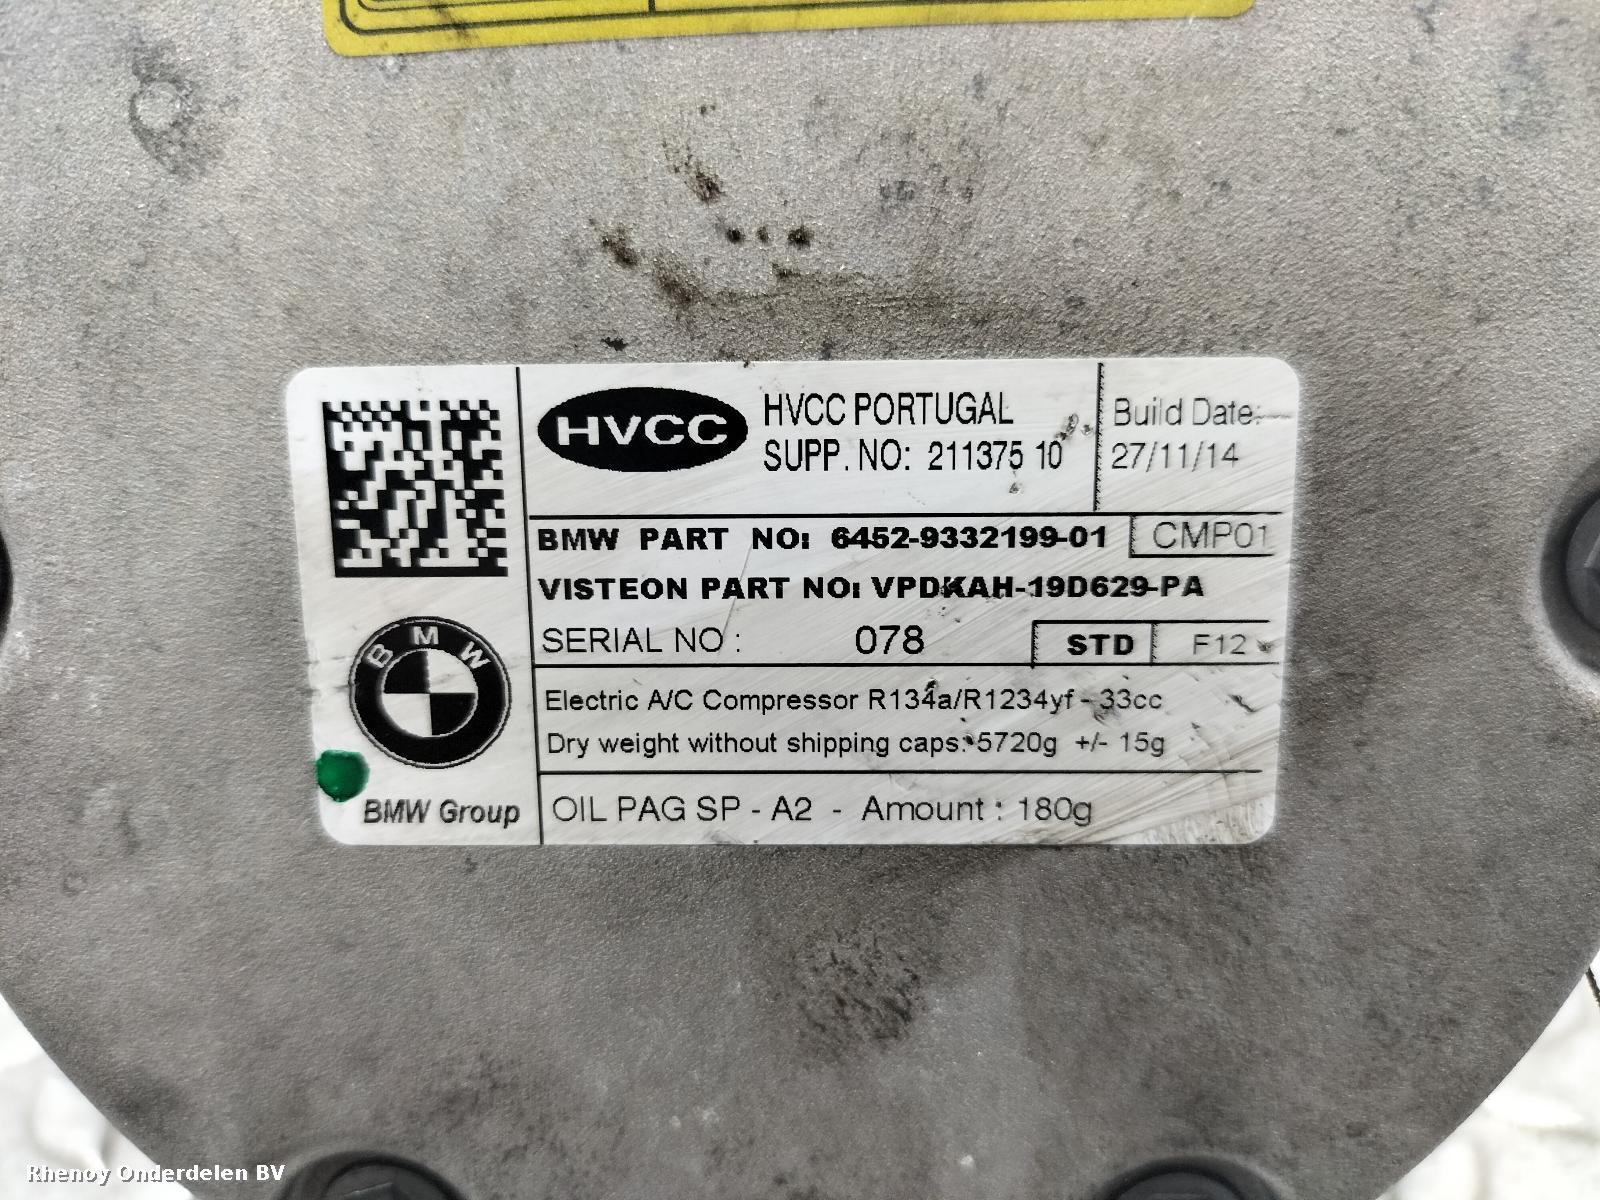 HVCC
HVCC PORTUGAL
SUPP. NO: 211375 10
Build Date:
27/11/14
BMW PART NO: 6452-9332199-01
CMP01
VISTEON PART NO: VPDKAH-19D629-PA
SERIAL NO : 078
STD
F12
Electric A/C Compressor R134a/R1234yf - 33cc
Dry weight without shipping caps: 5720g +/- 15g
OIL PAG SP - A2 - Amount : 180g
BMW
BMW Group
Rhenoy Onderdelen BV